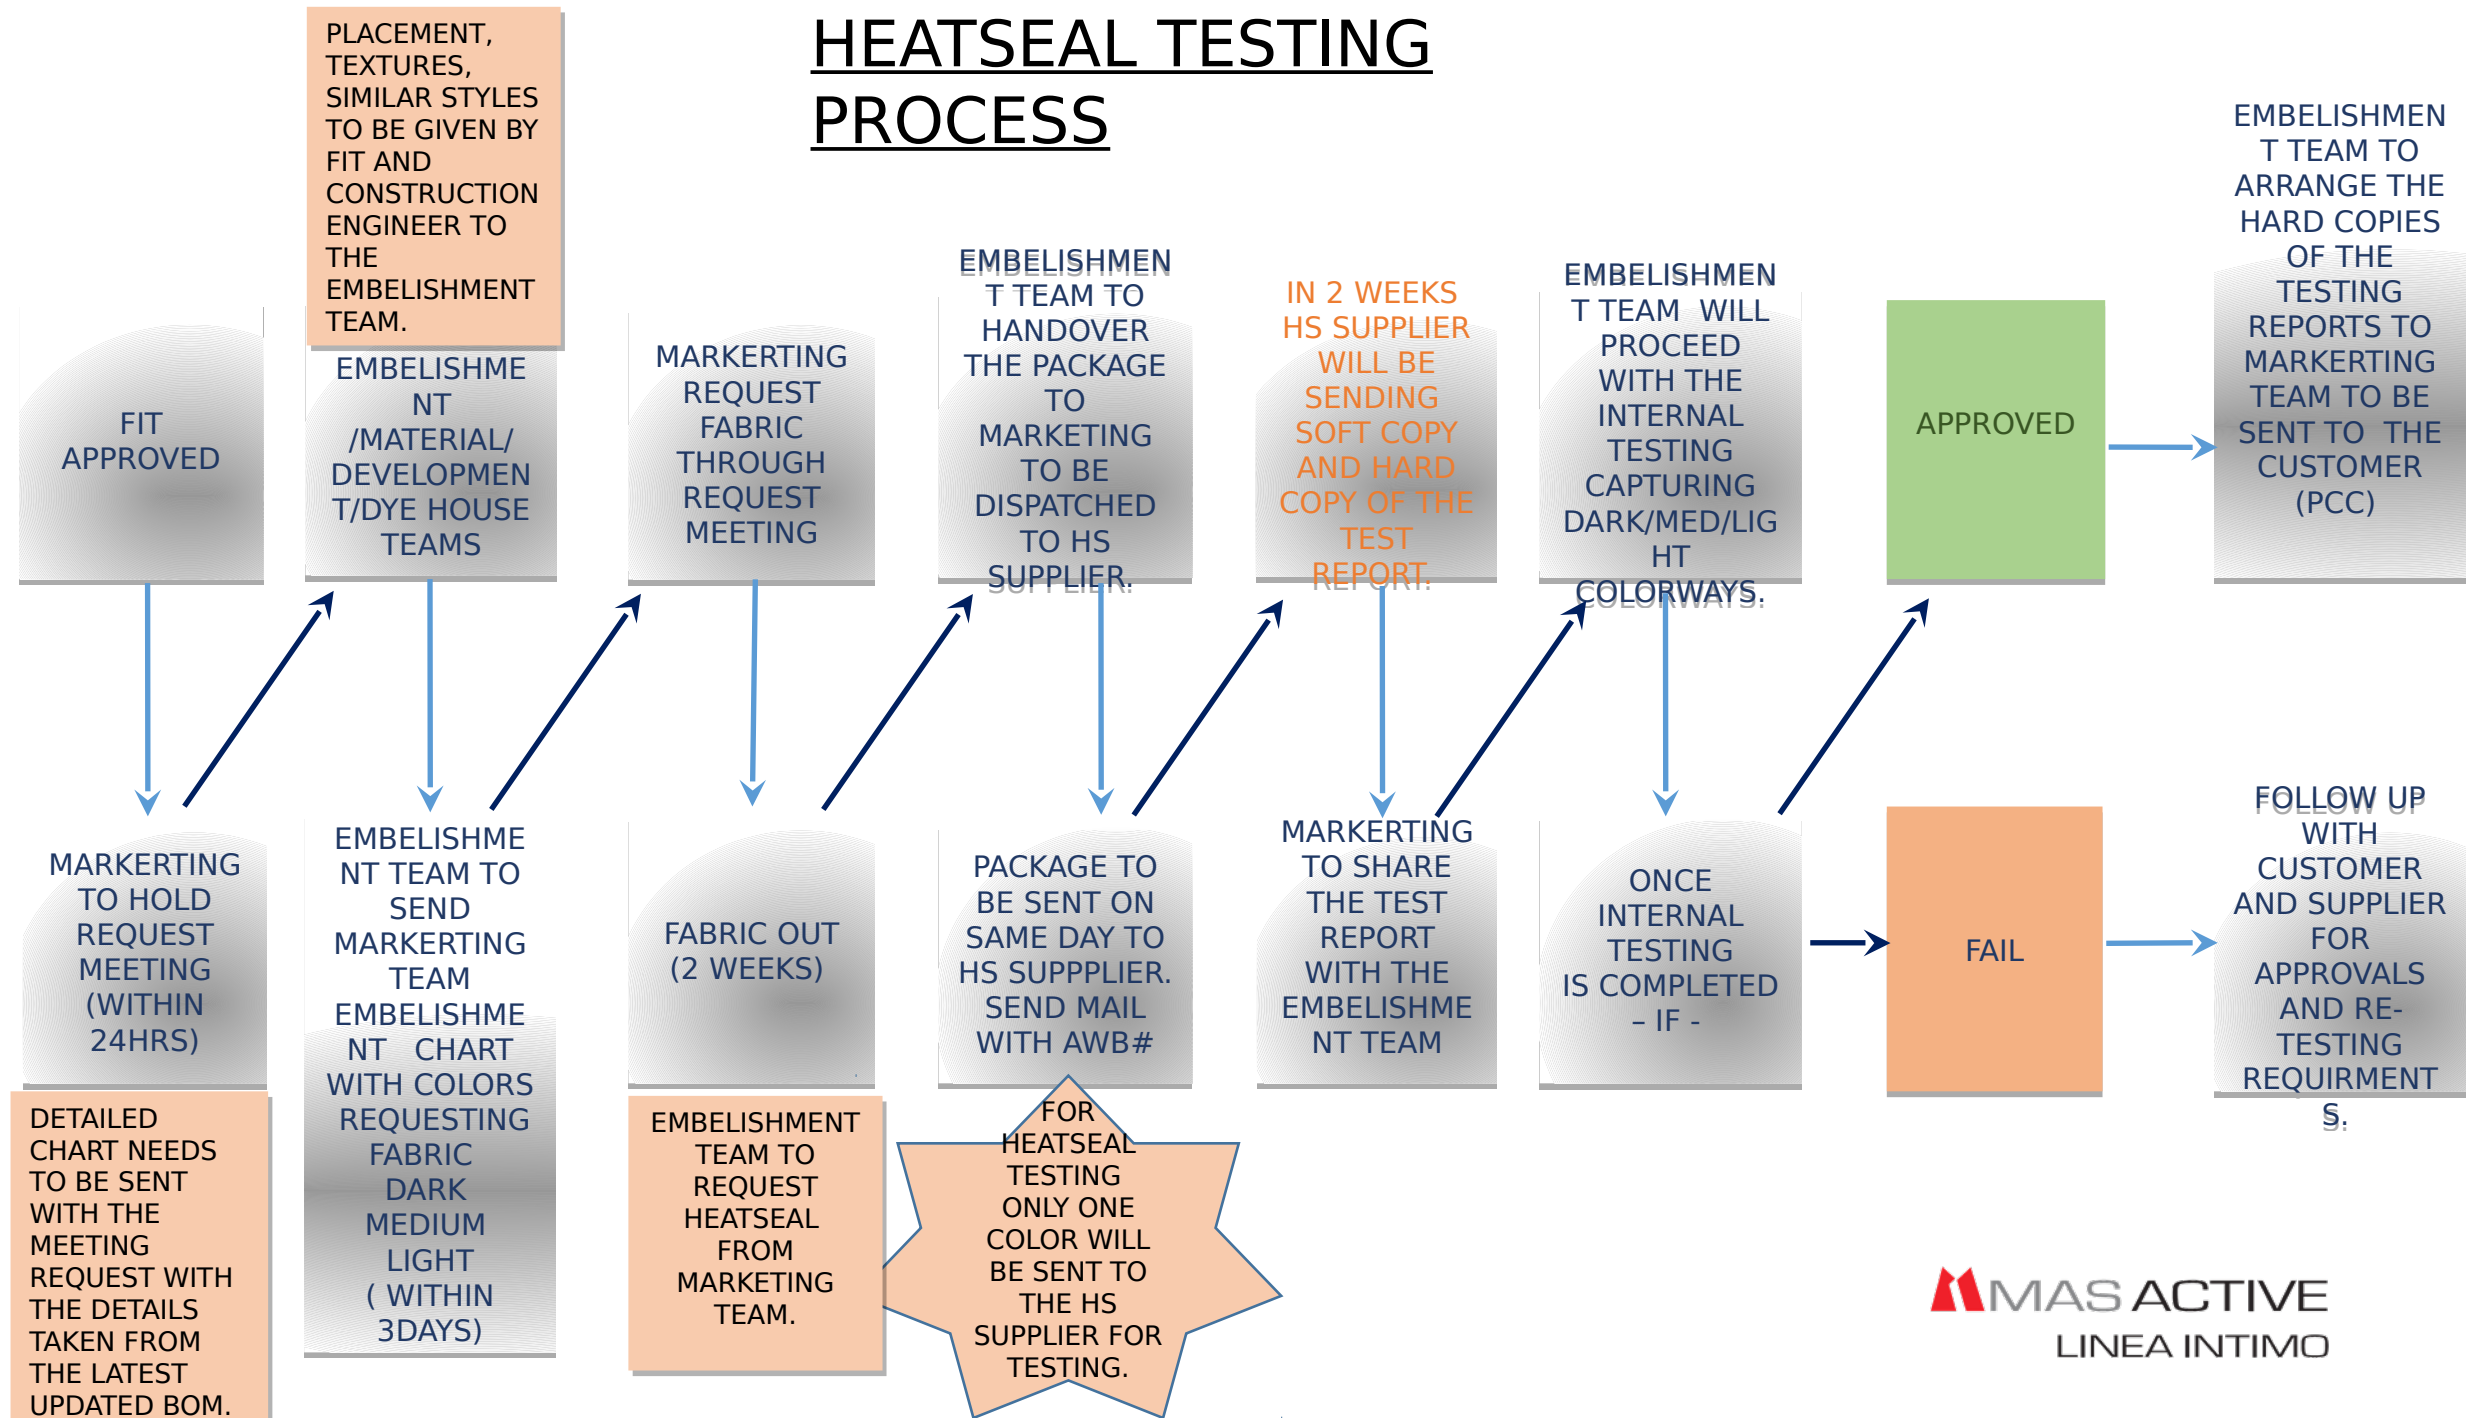 HEATSEAL TESTING
PROCESS
PLACEMENT,
TEXTURES,
SIMILAR STYLES
TO BE GIVEN BY
FIT AND
CONSTRUCTION
ENGINEER TO
THE
EMBELISHMENT
TEAM.
FIT
APPROVED
EMBELISHME
NT
/MATERIAL/
DEVELOPMEN
T/DYE HOUSE
TEAMS
MARKERTING
REQUEST
FABRIC
THROUGH
REQUEST
MEETING
EMBELISHMEN
T TEAM TO
HANDOVER
THE PACKAGE
TO
MARKETING
TO BE
DISPATCHED
TO HS
SUPPLIER.
IN 2 WEEKS
HS SUPPLIER
WILL BE
SENDING
SOFT COPY
AND HARD
COPY OF THE
TEST
REPORT.
EMBELISHMEN
T TEAM WILL
PROCEED
WITH THE
INTERNAL
TESTING
CAPTURING
DARK/MED/LIG
HT
COLORWAYS.
APPROVED
EMBELISHMEN
T TEAM TO
ARRANGE THE
HARD COPIES
OF THE
TESTING
REPORTS TO
MARKERTING
TEAM TO BE
SENT TO THE
CUSTOMER
(PCC)
MARKERTING
TO HOLD
REQUEST
MEETING
(WITHIN
24HRS)
DETAILED
CHART NEEDS
TO BE SENT
WITH THE
MEETING
REQUEST WITH
THE DETAILS
TAKEN FROM
THE LATEST
UPDATED BOM.
EMBELISHME
NT TEAM TO
SEND
MARKERTING
TEAM
EMBELISHME
NT CHART
WITH COLORS
REQUESTING
FABRIC
DARK
MEDIUM
LIGHT
( WITHIN
3DAYS)
FABRIC OUT
(2 WEEKS)
EMBELISHMENT
TEAM TO
REQUEST
HEATSEAL
FROM
MARKETING
TEAM.
PACKAGE TO
BE SENT ON
SAME DAY TO
HS SUPPPLIER.
SEND MAIL
WITH AWB#
FOR
HEATSEAL
TESTING
ONLY ONE
COLOR WILL
BE SENT TO
THE HS
SUPPLIER FOR
TESTING.
MARKERTING
TO SHARE
THE TEST
REPORT
WITH THE
EMBELISHME
NT TEAM
ONCE
INTERNAL
TESTING
IS COMPLETED
– IF -
FAIL
FOLLOW UP
WITH
CUSTOMER
AND SUPPLIER
FOR
APPROVALS
AND RE-
TESTING
REQUIRMENT
S.
MAS ACTIVE
LINEA INTIMO